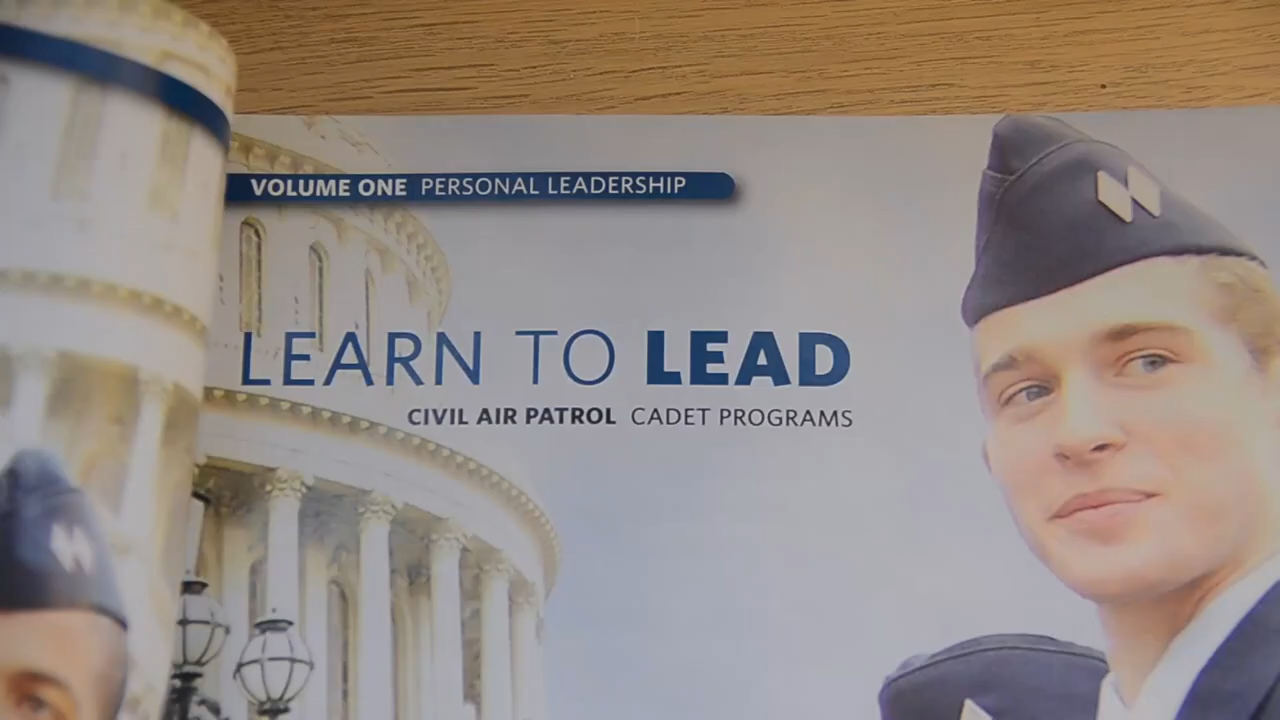 VOLUME ONE PERSONAL LEADERSHIP
LEARN TO LEAD
CIVIL AIR PATROL CADET PROGRAMS